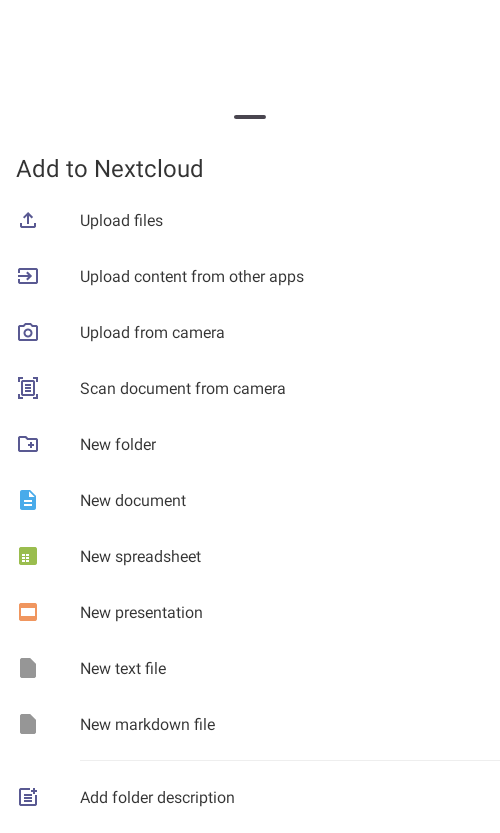 Add to Nextcloud
Upload files
Upload content from other apps
Upload from camera
Scan document from camera
New folder
New document
New spreadsheet
New presentation
New text file
New markdown file
Add folder description